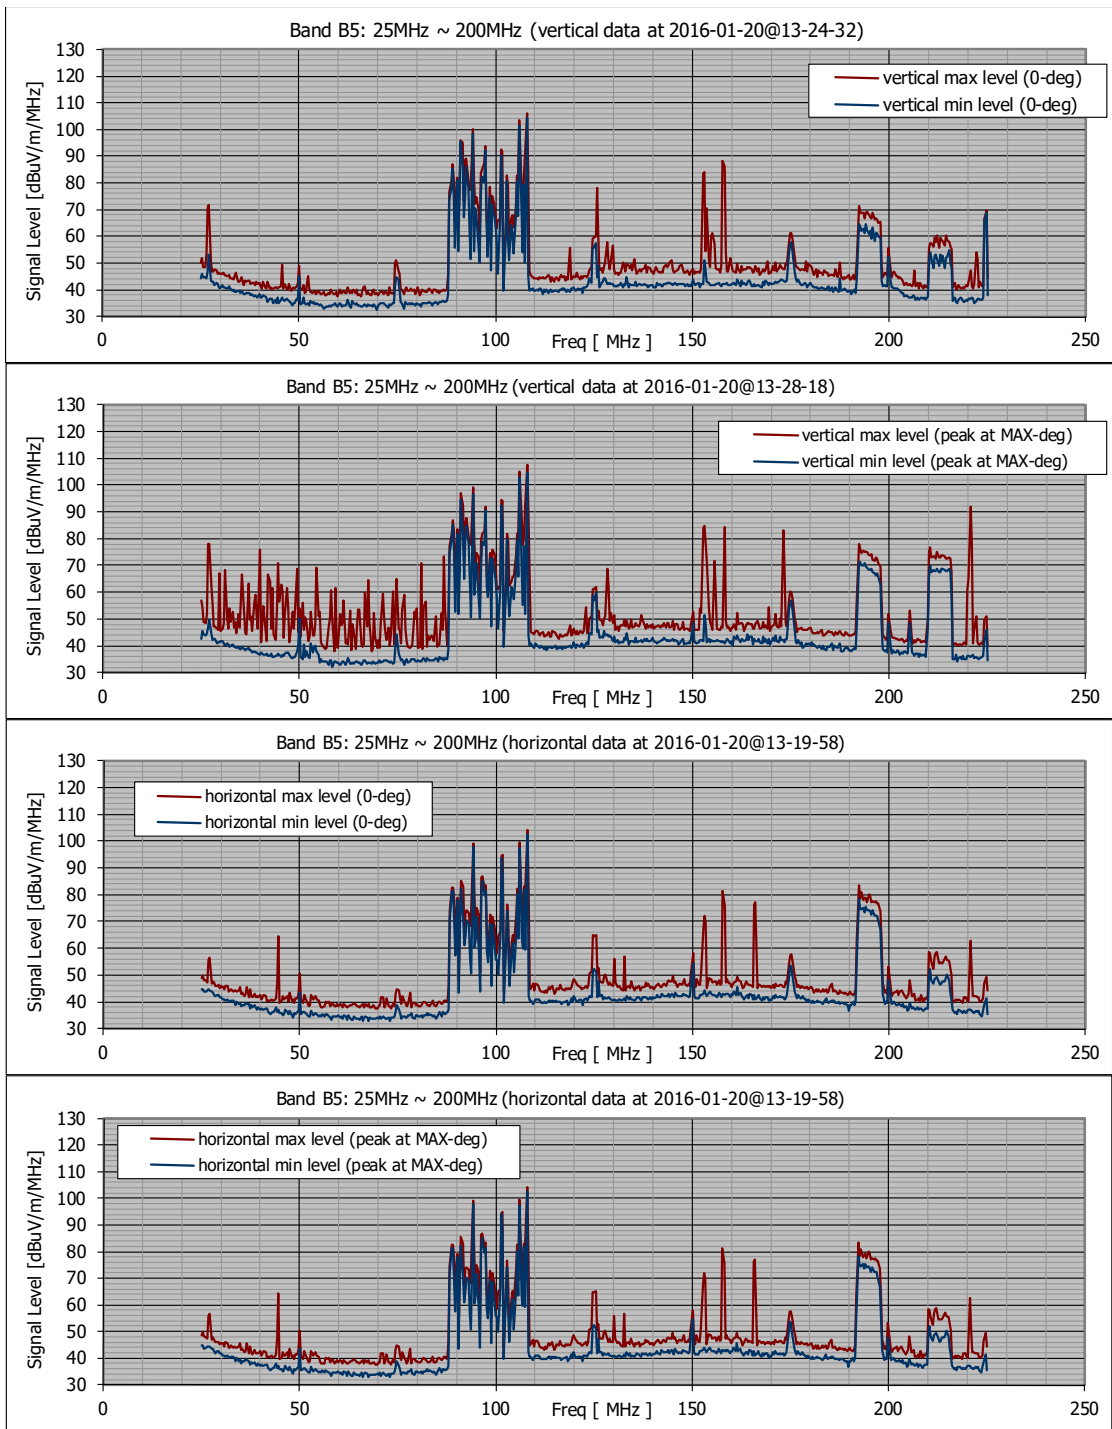 Band B5: 25MHz ~ 200MHz (vertical data at 2016-01-20@13-24-32)
Signal Level [dBuV/m/MHz]
130
120
110
100
90
80
70
60
50
40
30
vertical max level (0-deg)
vertical min level (0-deg)
0 50 100 150 200 250
Freq [ MHz ]
Band B5: 25MHz ~ 200MHz (vertical data at 2016-01-20@13-28-18)
Signal Level [dBuV/m/MHz]
130
120
110
100
90
80
70
60
50
40
30
vertical max level (peak at MAX-deg)
vertical min level (peak at MAX-deg)
0 50 100 150 200 250
Freq [ MHz ]
Band B5: 25MHz ~ 200MHz (horizontal data at 2016-01-20@13-19-58)
Signal Level [dBuV/m/MHz]
130
120
110
100
90
80
70
60
50
40
30
horizontal max level (0-deg)
horizontal min level (0-deg)
0 50 100 150 200 250
Freq [ MHz ]
Band B5: 25MHz ~ 200MHz (horizontal data at 2016-01-20@13-19-58)
Signal Level [dBuV/m/MHz]
130
120
110
100
90
80
70
60
50
40
30
horizontal max level (peak at MAX-deg)
horizontal min level (peak at MAX-deg)
0 50 100 150 200 250
Freq [ MHz ]